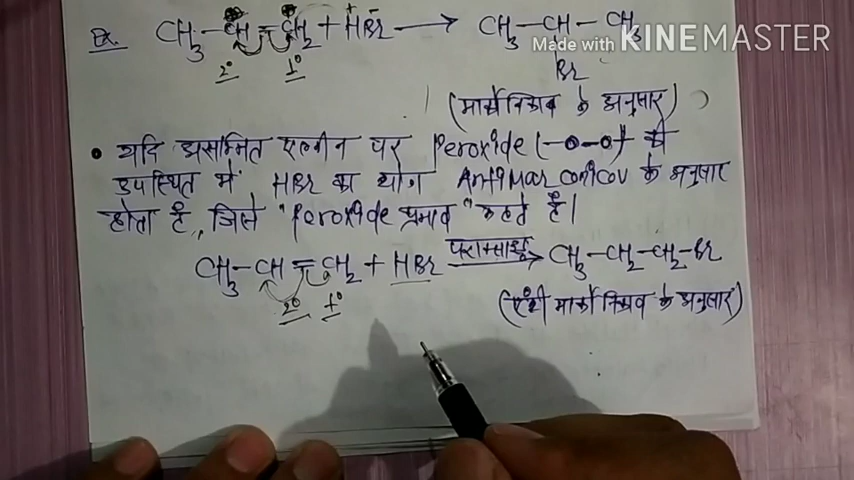 Ex. CH3-CH=CH2 + HBr → CH3-CH-CH3
Made with KINEMASTER
2° 1° Br
(मार्कोनिकाव के अनुसार)
• यदि असममित एल्कीन पर Peroxide (-O-O-) की
उपस्थित में HBr का योग Anti Marconicov के अनुसार
होता है, जिसे "Peroxide प्रभाव" कहते हैं।
CH3-CH=CH2 + HBr पराक्साइड → CH3-CH2-CH2-Br
2° 1° (एंटी मार्कोनिकाव के अनुसार)